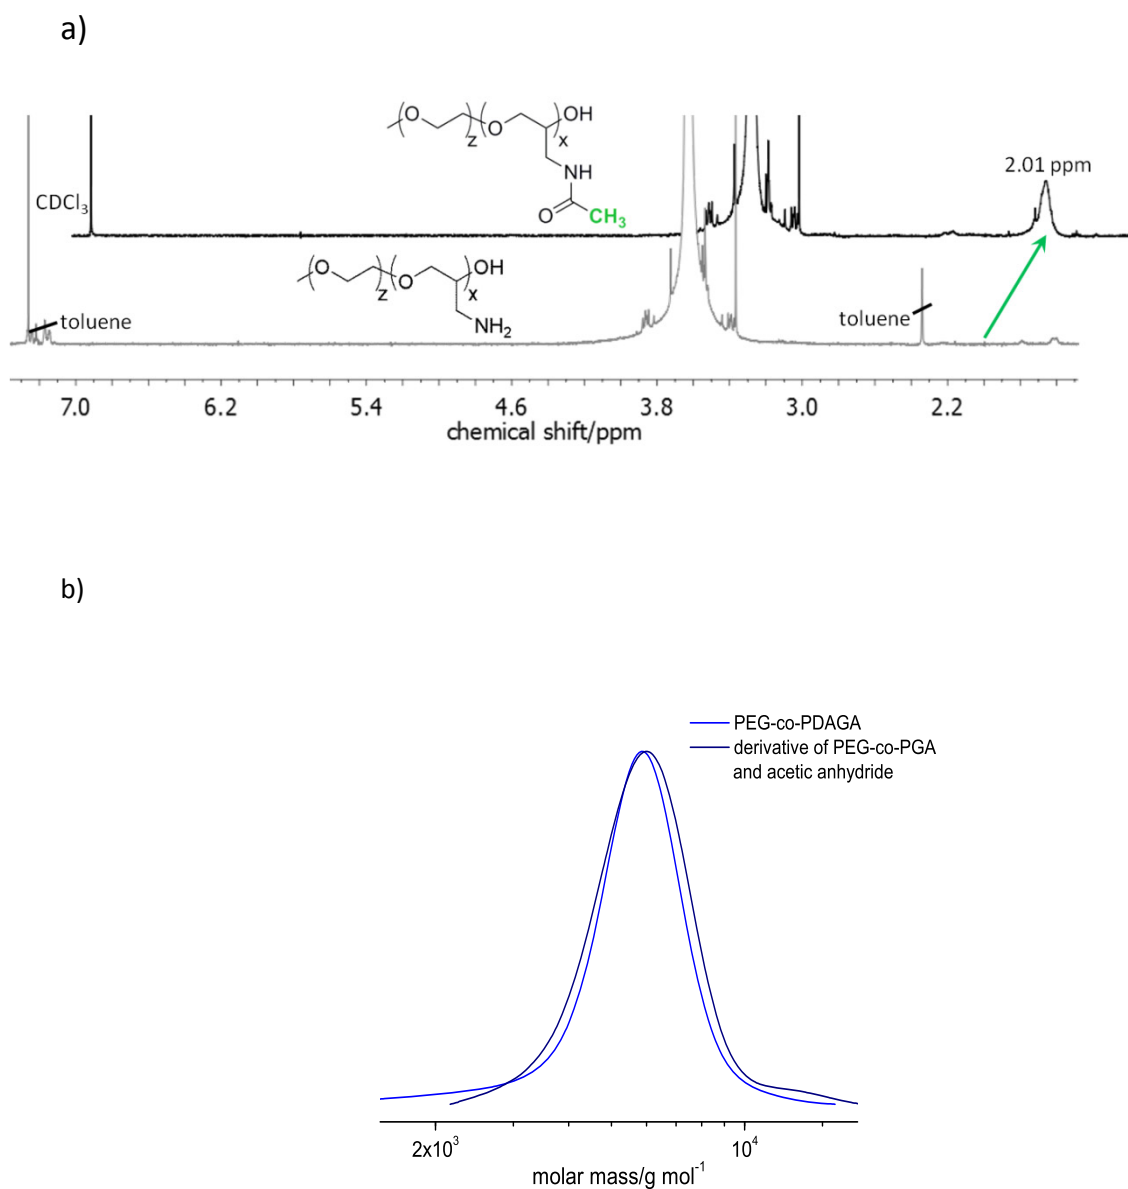 a)
O
z
O
x
OH
NH
O
CH3
2.01 ppm
CDCl3
O
z
O
x
OH
NH2
toluene
toluene
7.0 6.2 5.4 4.6 3.8 3.0 2.2
chemical shift/ppm
b)
PEG-co-PDAGA
derivative of PEG-co-PGA
and acetic anhydride
2x10³ 10⁴
molar mass/g mol⁻¹